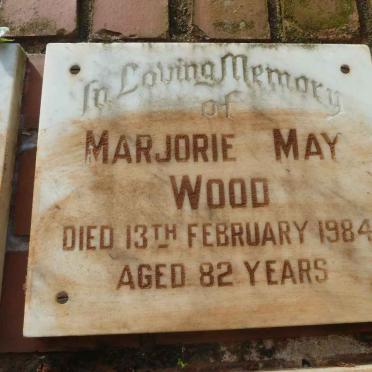 In Loving Memory
of
MARJORIE MAY
WOOD
DIED 13TH FEBRUARY 1984
AGED 82 YEARS